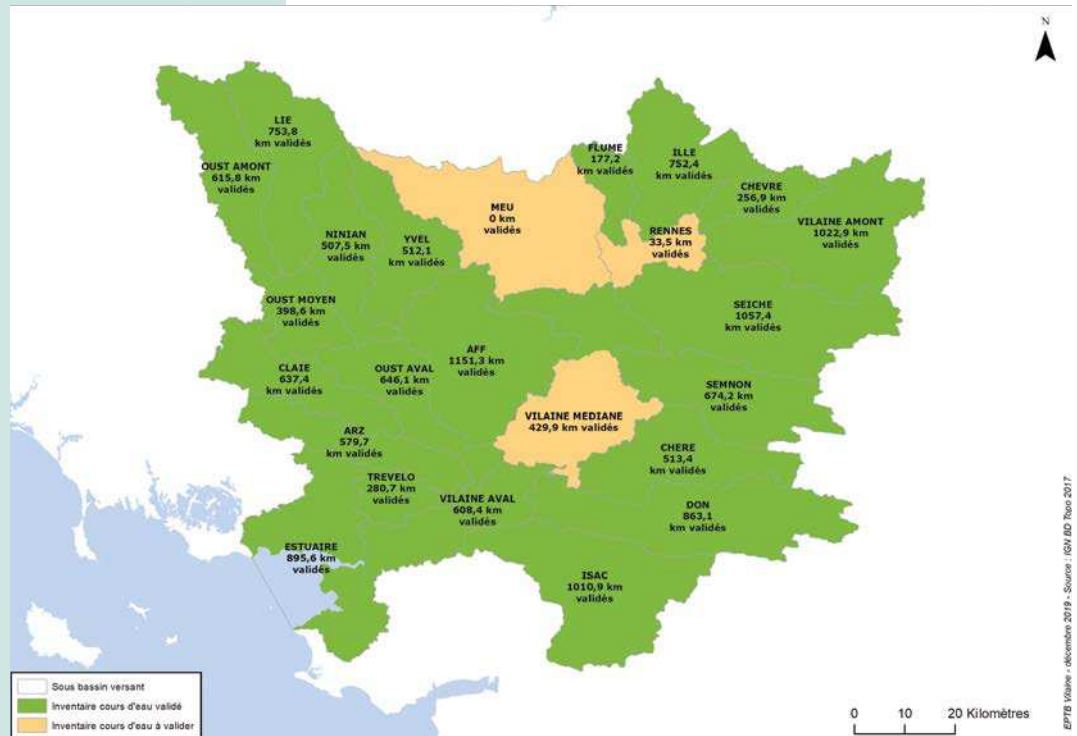 N
LIE
753,8
km validés
OUST AMONT
615,8 km
validés
FLUME
177,2
km validés
ILLE
752,4
km validés
CHEVRE
256,9 km
validés
VILAINE AMONT
1022,9 km
validés
MEU
0 km
validés
RENNES
33,5 km
validés
NINIAN
507,5 km
validés
YVEL
512,1
km validés
OUST MOYEN
398,6 km
validés
SEICHE
1057,4
km validés
AFF
1151,3 km
validés
CLAIE
637,4
km validés
OUST AVAL
646,1 km
validés
SEMNON
674,2 km
validés
VILAINE MEDIANE
429,9 km validés
ARZ
579,7
km validés
CHERE
513,4
km validés
TREVELO
280,7 km
validés
VILAINE AVAL
608,4 km
validés
DON
863,1
km validés
ESTUAIRE
895,6 km
validés
ISAC
1010,9 km
validés
Sous bassin versant
Inventaire cours d'eau validé
Inventaire cours d'eau à valider
0 10 20 Kilomètres
EPTB Vilaine - décembre 2019 - Source : IGN BD Topo 2017